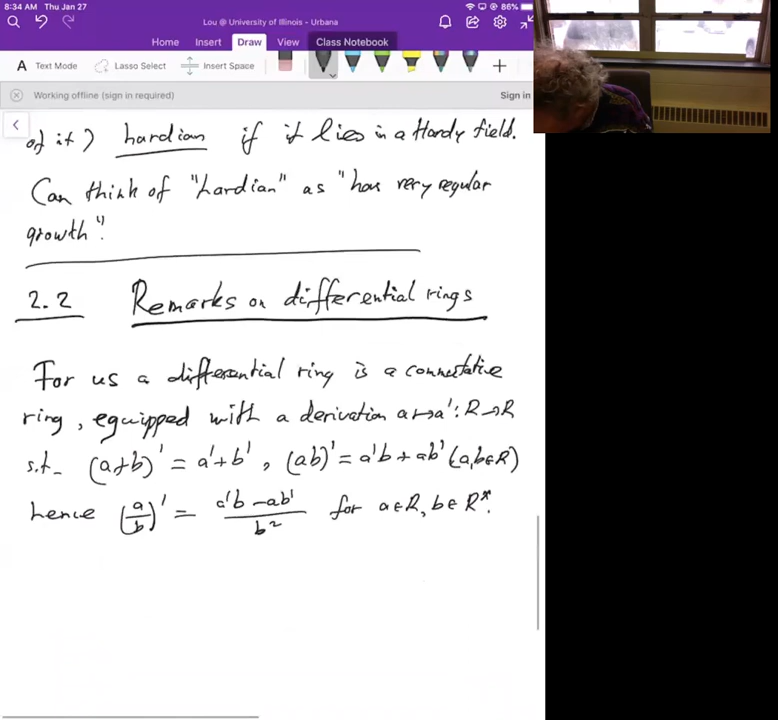 8:34 AM Thu Jan 27
86%
Lou @ University of Illinois - Urbana
Home Insert Draw View Class Notebook
A Text Mode Lasso Select Insert Space
Working offline (sign in required) Sign in
of it) hardian if it lies in a Hardy field.
Can think of "hardian" as "has very regular
growth".
2.2 Remarks on differential rings
For us a differential ring is a commutative
ring, equipped with a derivation a ↦ a' : R → R
s.t. (a+b)' = a'+b', (ab)' = a'b + ab' (a,b∈R)
hence (a/b)' = (a'b - ab')/b² for a∈R, b∈R*.